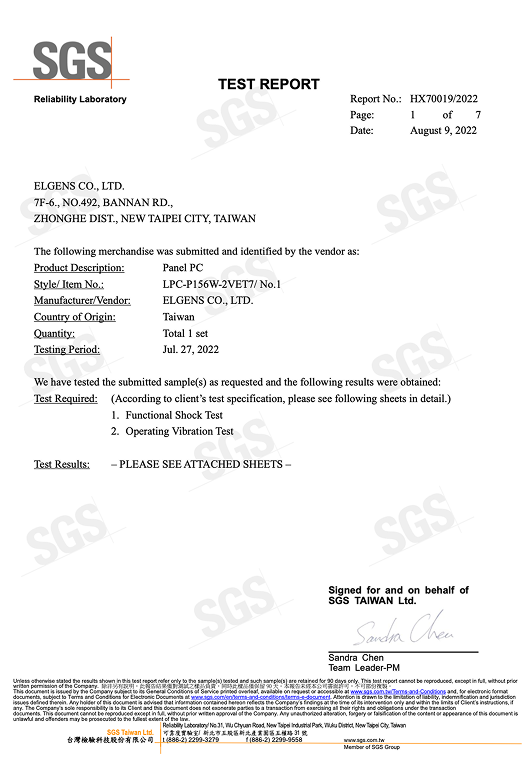 SGS
TEST REPORT
Reliability Laboratory
Report No.: HX70019/2022
Page: 1 of 7
Date: August 9, 2022
ELGENS CO., LTD.
7F-6., NO.492, BANNAN RD.,
ZHONGHE DIST., NEW TAIPEI CITY, TAIWAN
The following merchandise was submitted and identified by the vendor as:
Product Description: Panel PC
Style/ Item No.: LPC-P156W-2VET7/ No.1
Manufacturer/Vendor: ELGENS CO., LTD.
Country of Origin: Taiwan
Quantity: Total 1 set
Testing Period: Jul. 27, 2022
We have tested the submitted sample(s) as requested and the following results were obtained:
Test Required: (According to client's test specification, please see following sheets in detail.)
1. Functional Shock Test
2. Operating Vibration Test
Test Results: – PLEASE SEE ATTACHED SHEETS –
Signed for and on behalf of
SGS TAIWAN Ltd.
Sandra Chen
Sandra Chen
Team Leader-PM
Unless otherwise stated the results shown in this test report refer only to the sample(s) tested and such sample(s) are retained for 90 days only. This test report cannot be reproduced, except in full, without prior
written permission of the Company.
This document is issued by the Company subject to its General Conditions of Service printed overleaf, available on request or accessible at www.sgs.com.tw/Terms-and-Conditions and, for electronic format
documents, subject to Terms and Conditions for Electronic Documents at www.sgs.com/en/terms-and-conditions/terms-e-document. Attention is drawn to the limitation of liability, indemnification and jurisdiction
issues defined therein. Any holder of this document is advised that information contained hereon reflects the Company's findings at the time of its intervention only and within the limits of Client's instructions, if
any. The Company's sole responsibility is to its Client and this document does not exonerate parties to a transaction from exercising all their rights and obligations under the transaction
documents. This document cannot be reproduced except in full, without prior written approval of the Company. Any unauthorized alteration, forgery or falsification of the content or appearance of this document is
unlawful and offenders may be prosecuted to the fullest extent of the law.
Reliability Laboratory/ No.31, Wu Chyuan Road, New Taipei Industrial Park, Wuku District, New Taipei City, Taiwan
SGS Taiwan Ltd. 可靠度實驗室/ 新北市五股區新北產業園區五權路 31 號
台灣檢驗科技股份有限公司 t (886-2) 2299-3279 f (886-2) 2299-9558 www.sgs.com.tw
Member of SGS Group